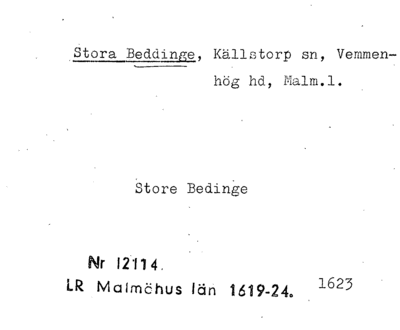 Stora Beddinge, Källstorp sn, Vemmen-
hög hd, Malm.l.
Store Bedinge
Nr 12114.
LR Malmöhus län 1619-24. 1623